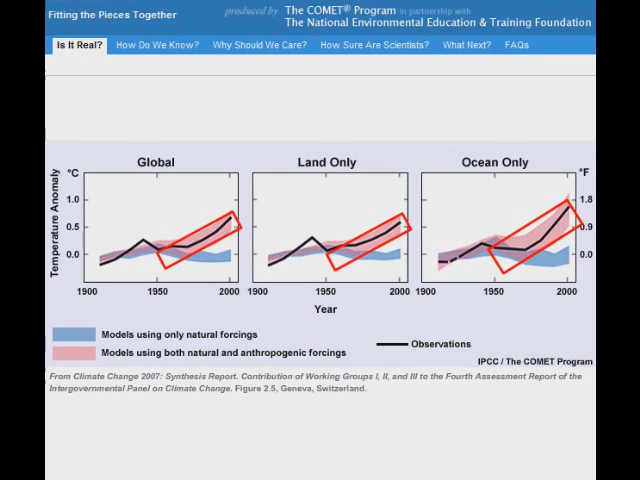 Fitting the Pieces Together
produced by The COMET® Program in partnership with
The National Environmental Education & Training Foundation
Is It Real? How Do We Know? Why Should We Care? How Sure Are Scientists? What Next? FAQs
Global Land Only Ocean Only
°C °F
Temperature Anomaly
1.0 1.8
0.5 0.9
0.0 0.0
1900 1950 2000 1900 1950 2000 1900 1950 2000
Year
Models using only natural forcings
Models using both natural and anthropogenic forcings
Observations
IPCC / The COMET Program
From Climate Change 2007: Synthesis Report. Contribution of Working Groups I, II, and III to the Fourth Assessment Report of the
Intergovernmental Panel on Climate Change. Figure 2.5, Geneva, Switzerland.